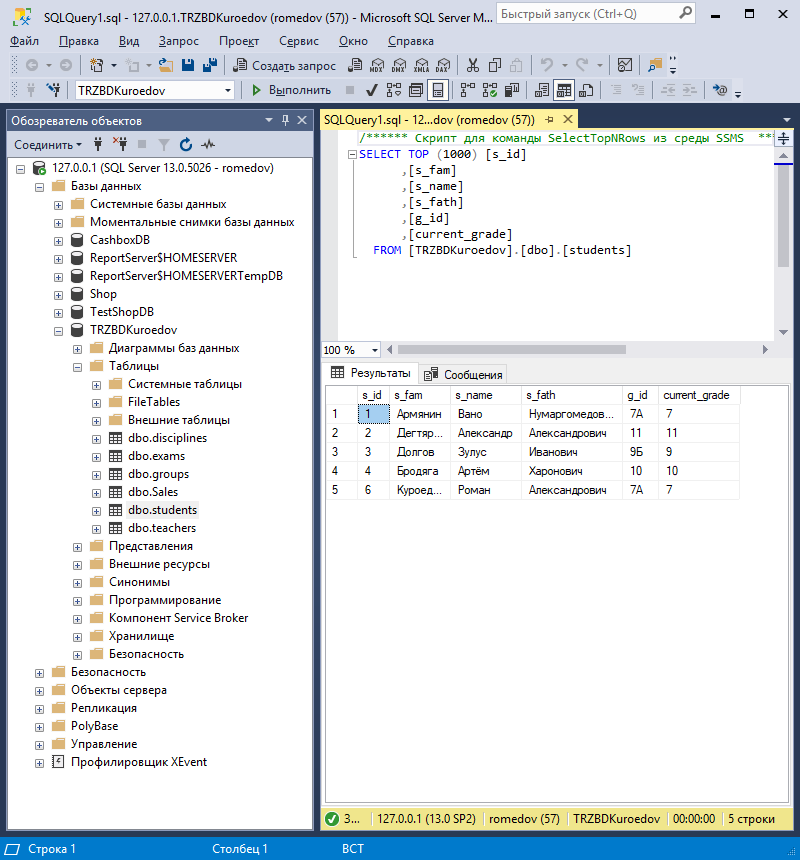 SQLQuery1.sql - 127.0.0.1.TRZBDKuroedov (romedov (57)) - Microsoft SQL Server M...
Быстрый запуск (Ctrl+Q)
Файл Правка Вид Запрос Проект Сервис Окно Справка
Создать запрос MDX DMX XMLA DAX
TRZBDKuroedov Выполнить
Обозреватель объектов
Соединить
127.0.0.1 (SQL Server 13.0.5026 - romedov)
Базы данных
Системные базы данных
Моментальные снимки базы данных
CashboxDB
ReportServer$HOMESERVER
ReportServer$HOMESERVERTempDB
Shop
TestShopDB
TRZBDKuroedov
Диаграммы баз данных
Таблицы
Системные таблицы
FileTables
Внешние таблицы
dbo.disciplines
dbo.exams
dbo.groups
dbo.Sales
dbo.students
dbo.teachers
Представления
Внешние ресурсы
Синонимы
Программирование
Компонент Service Broker
Хранилище
Безопасность
Безопасность
Объекты сервера
Репликация
PolyBase
Управление
Профилировщик XEvent
SQLQuery1.sql - 12...dov (romedov (57))
/****** Скрипт для команды SelectTopNRows из среды SSMS **
SELECT TOP (1000) [s_id]
,[s_fam]
,[s_name]
,[s_fath]
,[g_id]
,[current_grade]
FROM [TRZBDKuroedov].[dbo].[students]
100 %
Результаты Сообщения
s_id s_fam s_name s_fath g_id current_grade
1 1 Армянин Вано Нумаргомедов... 7А 7
2 2 Дегтяр... Александр Александрович 11 11
3 3 Долгов Зулус Иванович 9Б 9
4 4 Бродяга Артём Харонович 10 10
5 6 Куроед... Роман Александрович 7А 7
З... 127.0.0.1 (13.0 SP2) romedov (57) TRZBDKuroedov 00:00:00 5 строки
Строка 1 Столбец 1 ВСТ